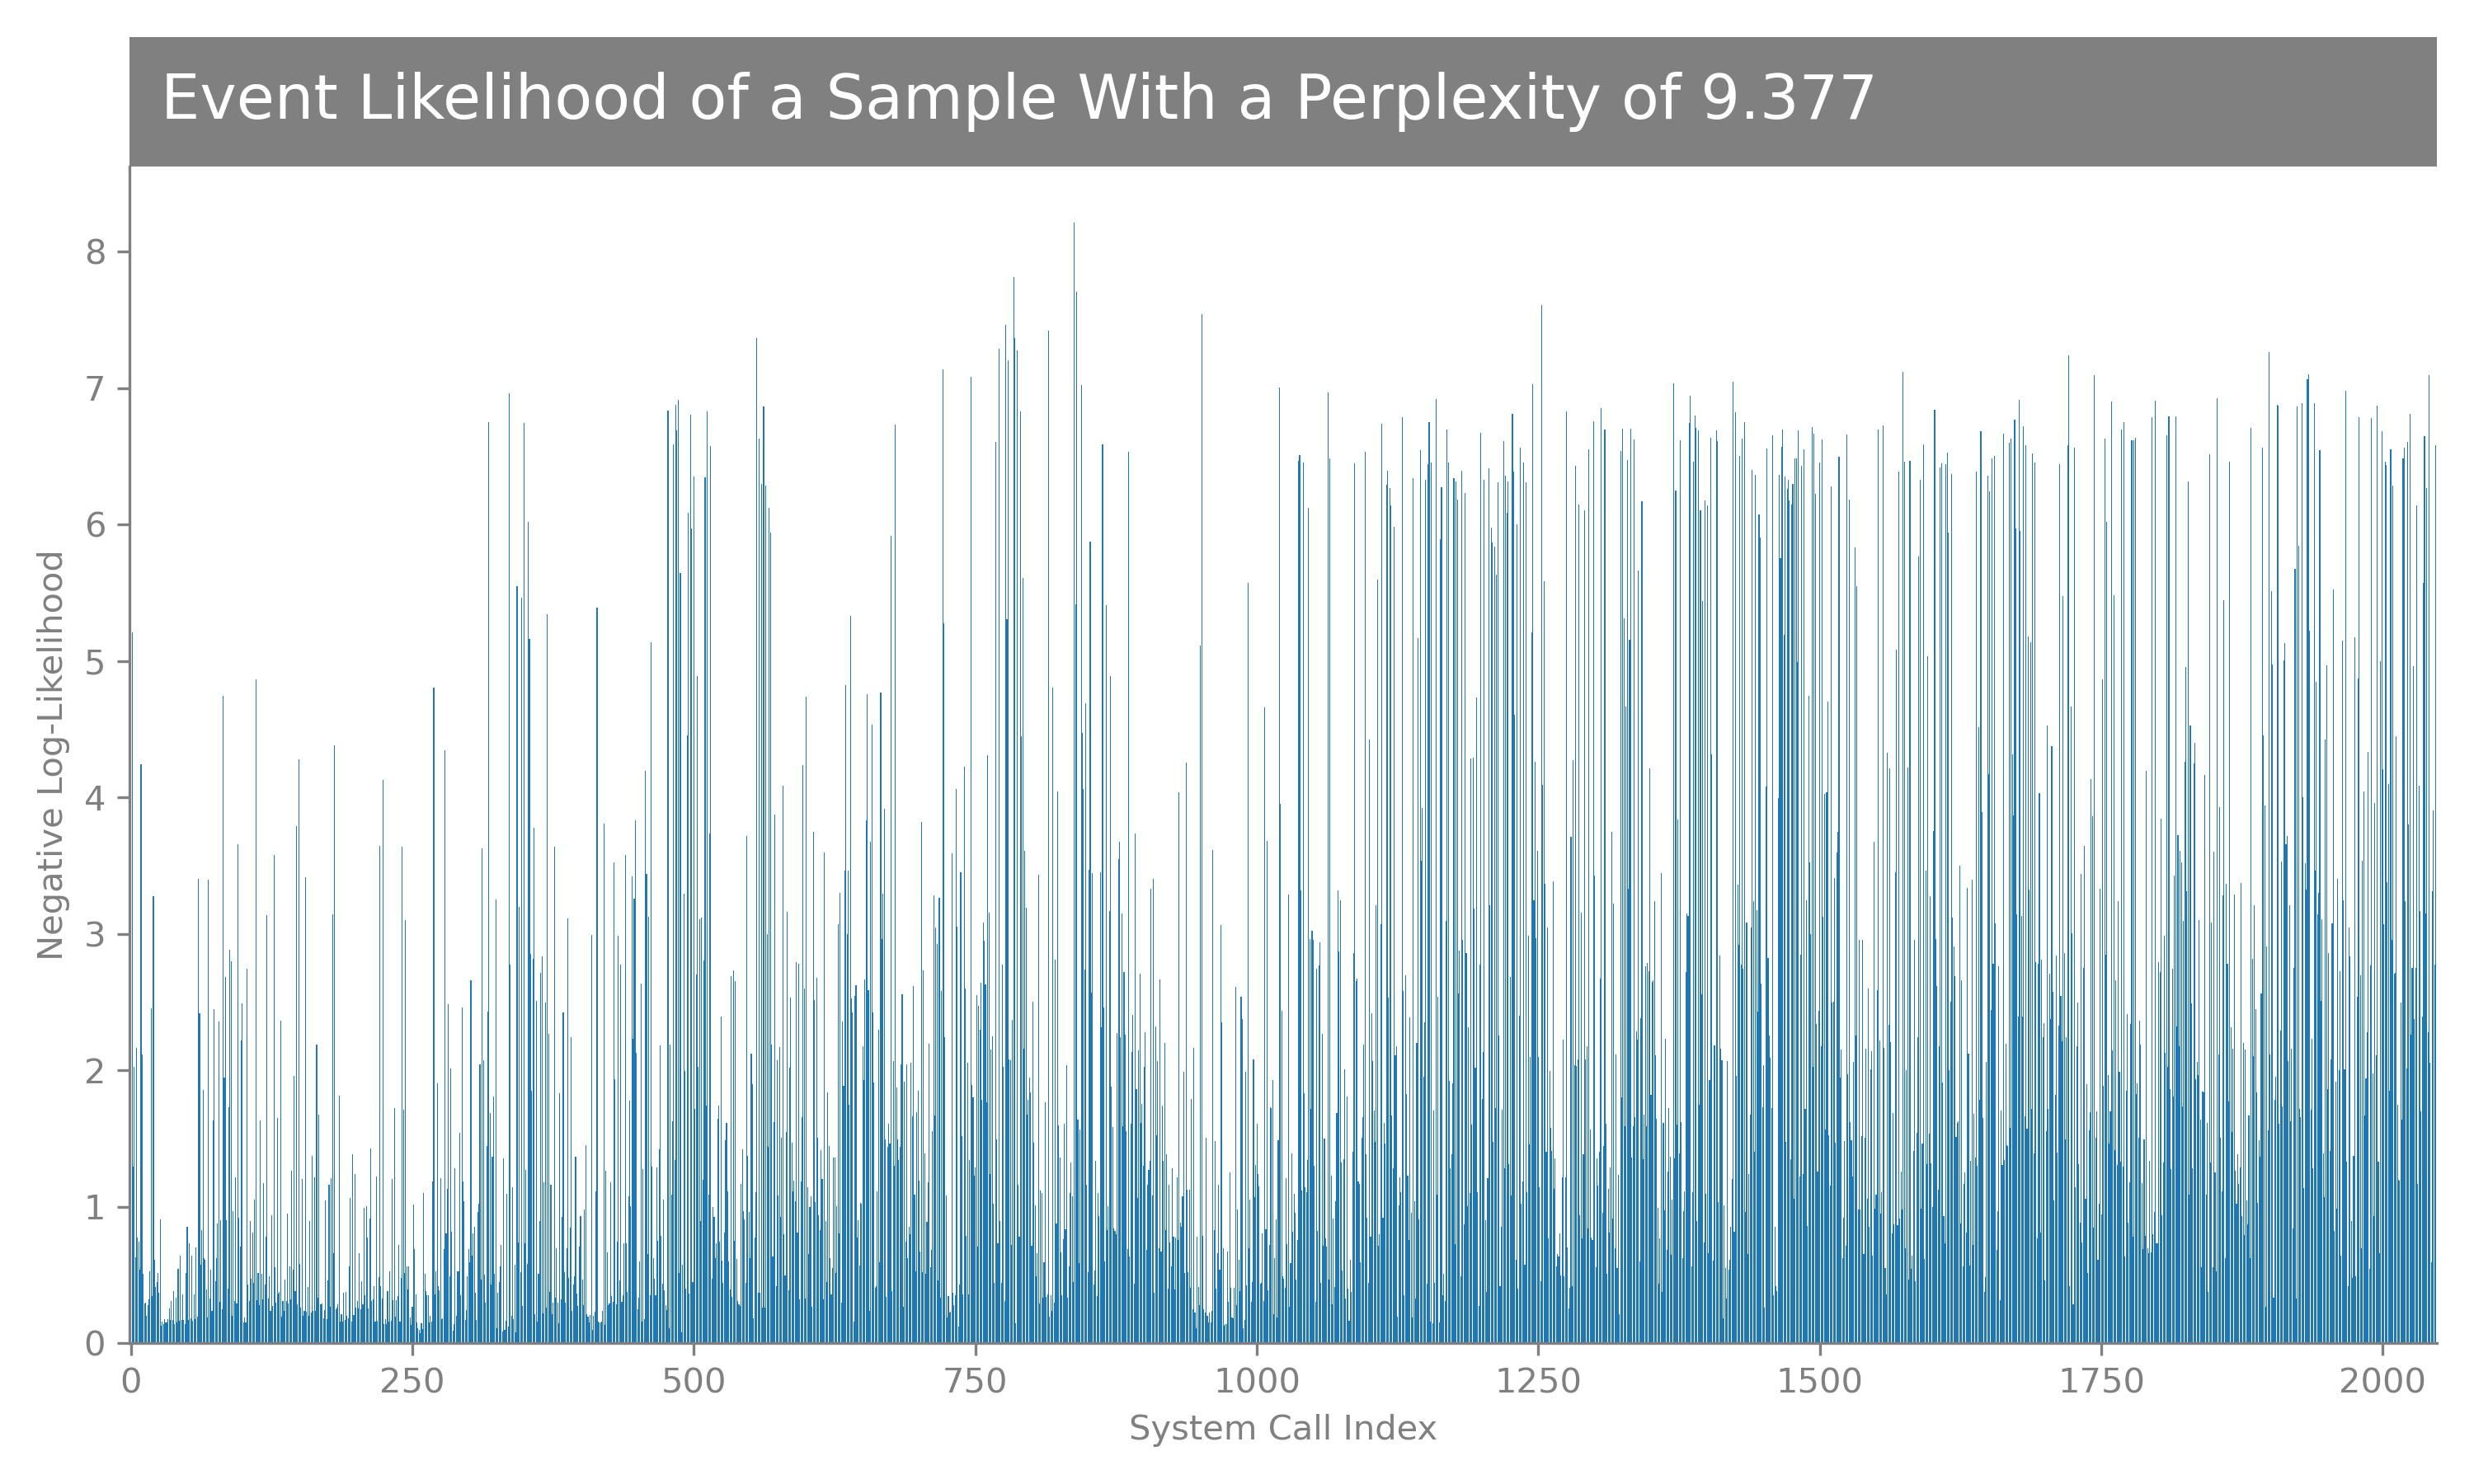 Event Likelihood of a Sample With a Perplexity of 9.377
Negative Log-Likelihood
8
7
6
5
4
3
2
1
0
0 250 500 750 1000 1250 1500 1750 2000
System Call Index